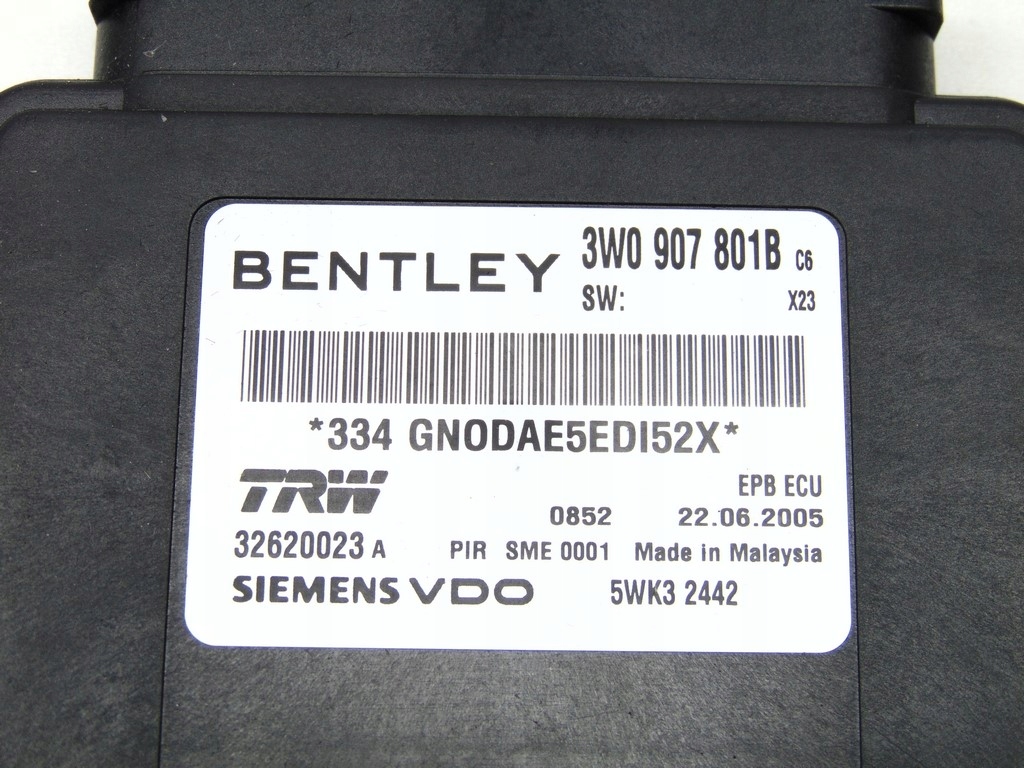 BENTLEY 3W0 907 801B C6
SW: X23
*334 GNODAE5EDI52X*
TRW EPB ECU
0852 22.06.2005
32620023 A PIR SME 0001 Made in Malaysia
SIEMENS VDO 5WK3 2442